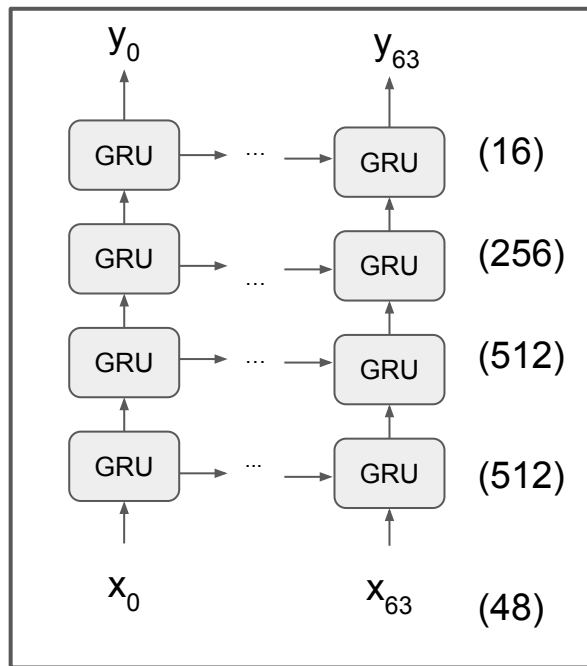 y0 y63
GRU ... GRU (16)
GRU ... GRU (256)
GRU ... GRU (512)
GRU ... GRU (512)
x0 x63 (48)